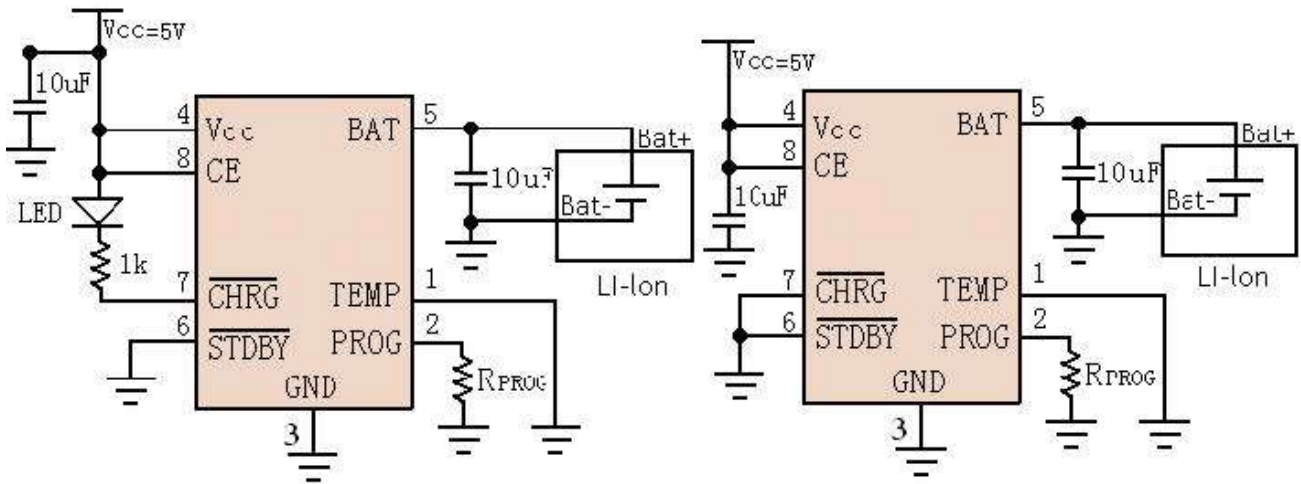 Vcc=5V
10uF
4 Vcc BAT 5
8 CE
LED
1k
10uF
Bat+
Bat-
LI-Ion
7 CHRG TEMP 1
6 STDBY PROG 2
GND
3
RPROG
Vcc=5V
4 Vcc BAT 5
8 CE
10uF
10uF
Bat+
Bat-
LI-Ion
7 CHRG TEMP 1
6 STDBY PROG 2
GND
3
RPROG